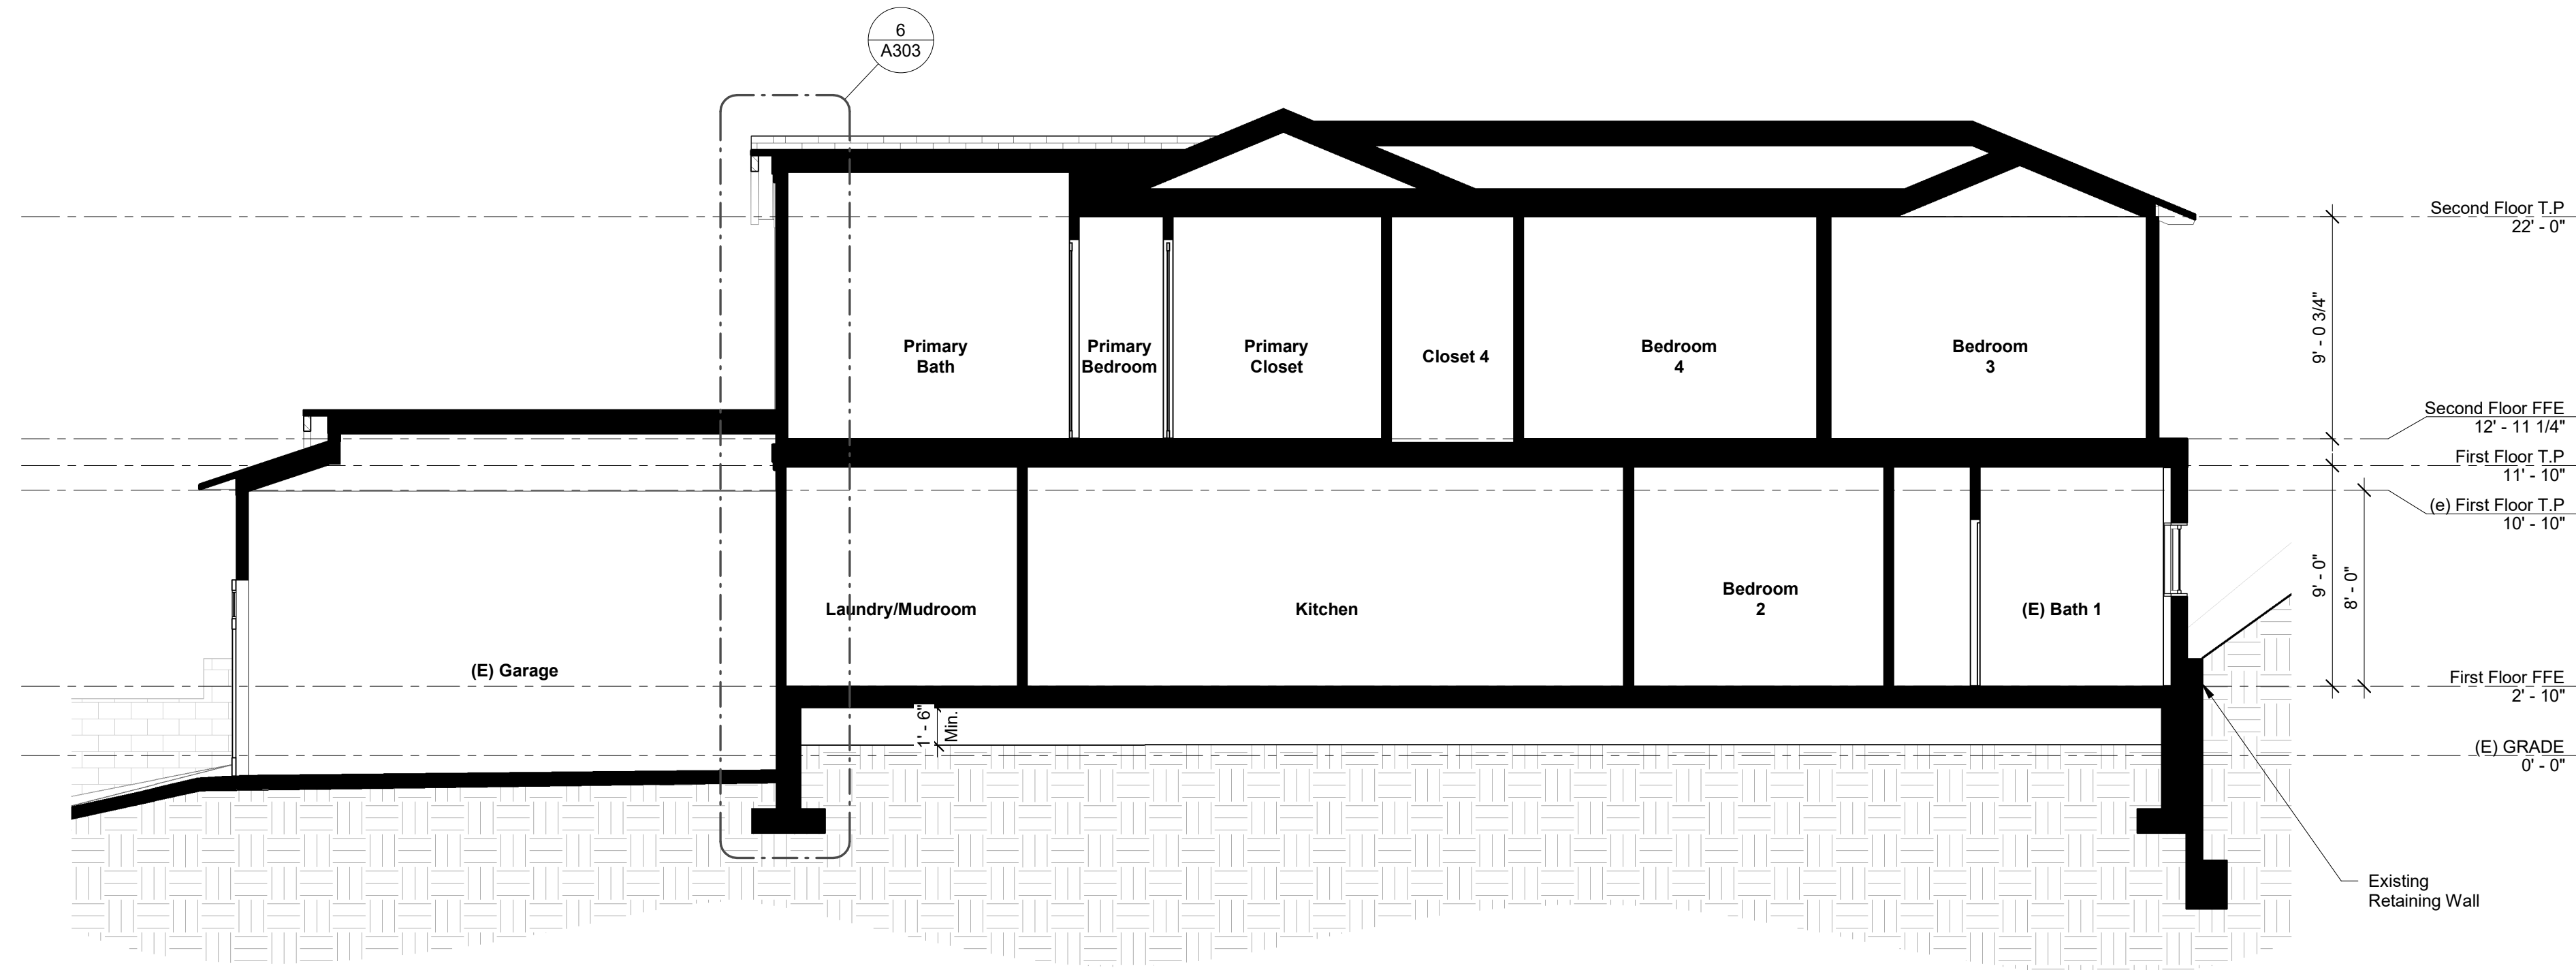 6
A303
Second Floor T.P
22' - 0"
9' - 0 3/4"
Primary
Bath
Primary
Bedroom
Primary
Closet
Closet 4
Bedroom
4
Bedroom
3
Second Floor FFE
12' - 11 1/4"
First Floor T.P
11' - 10"
(e) First Floor T.P
10' - 10"
9' - 0"
8' - 0"
Laundry/Mudroom
Kitchen
Bedroom
2
(E) Bath 1
(E) Garage
First Floor FFE
2' - 10"
1' - 6"
Min.
(E) GRADE
0' - 0"
Existing
Retaining Wall